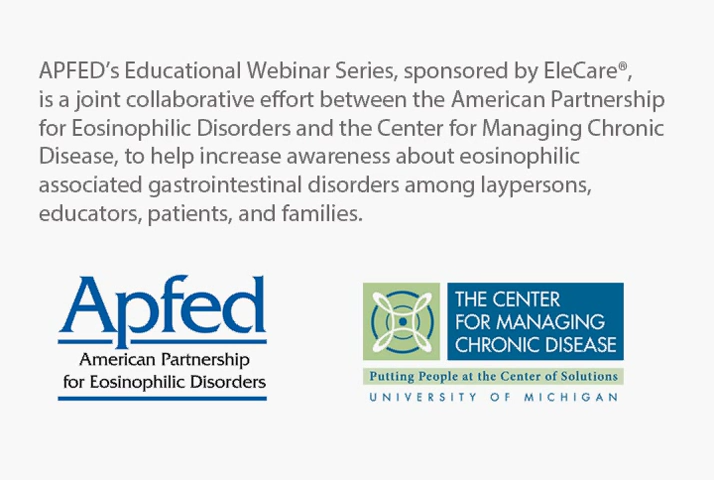 APFED’s Educational Webinar Series, sponsored by EleCare®,
is a joint collaborative effort between the American Partnership
for Eosinophilic Disorders and the Center for Managing Chronic
Disease, to help increase awareness about eosinophilic
associated gastrointestinal disorders among laypersons,
educators, patients, and families.
Apfed
American Partnership
for Eosinophilic Disorders
THE CENTER
FOR MANAGING
CHRONIC DISEASE
Putting People at the Center of Solutions
UNIVERSITY OF MICHIGAN